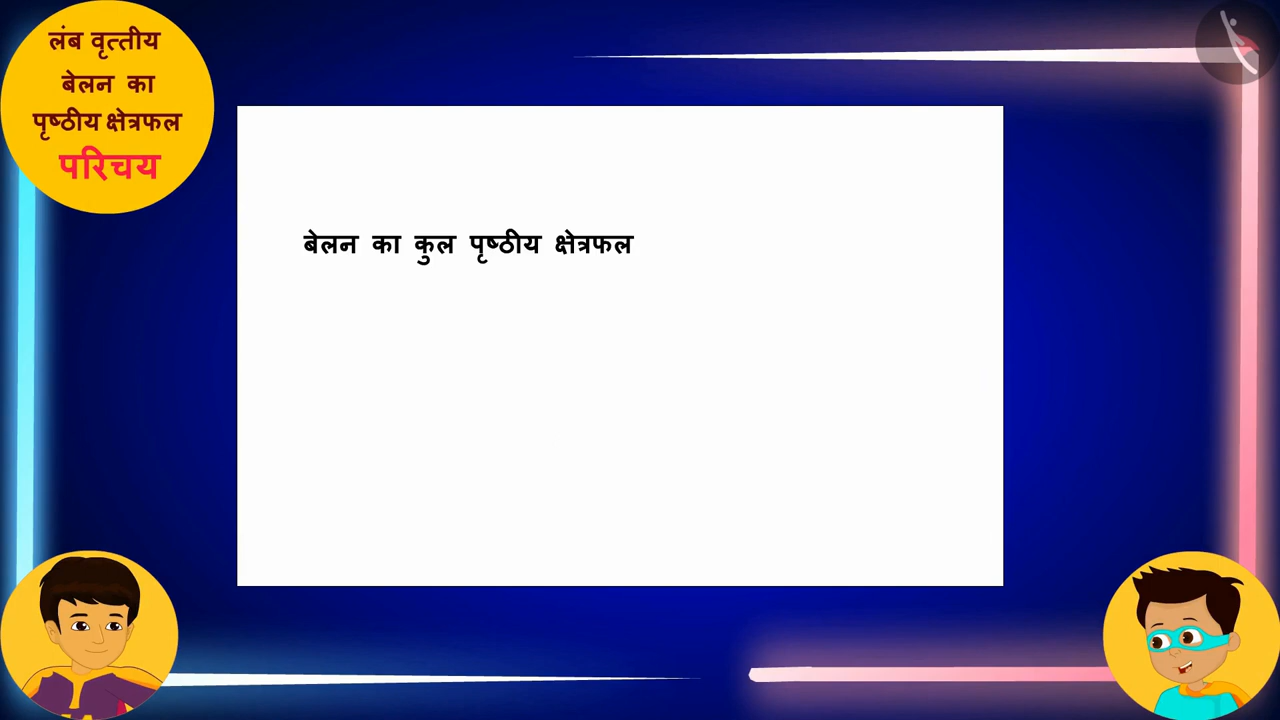 लंब वृत्तीय
बेलन का
पृष्ठीय क्षेत्रफल
परिचय
बेलन का कुल पृष्ठीय क्षेत्रफल